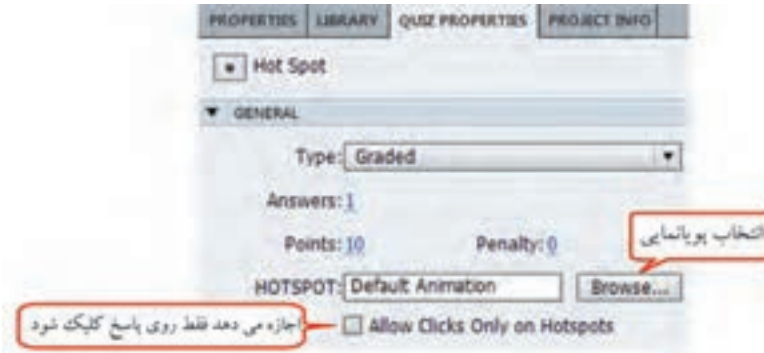 PROPERTIES LIBRARY QUIZ PROPERTIES PROJECT INFO
Hot Spot
GENERAL
Type: Graded
Answers: 1
Points: 10 Penalty: 0
انتخاب پویانمایی
HOTSPOT: Default Animation Browse...
Allow Clicks Only on Hotspots
اجازه می دهد فقط روی پاسخ کلیک شود